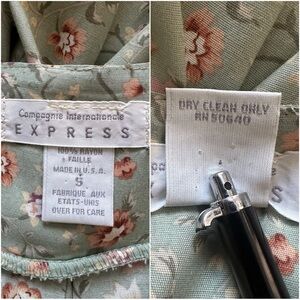 Compagnie Internationale
EXPRESS
100% RAYON
FAILLE
MADE IN U.S.A.
S
FABRIQUE AUX
ETATS-UNIS
OVER FOR CARE
DRY CLEAN ONLY
RN 50640